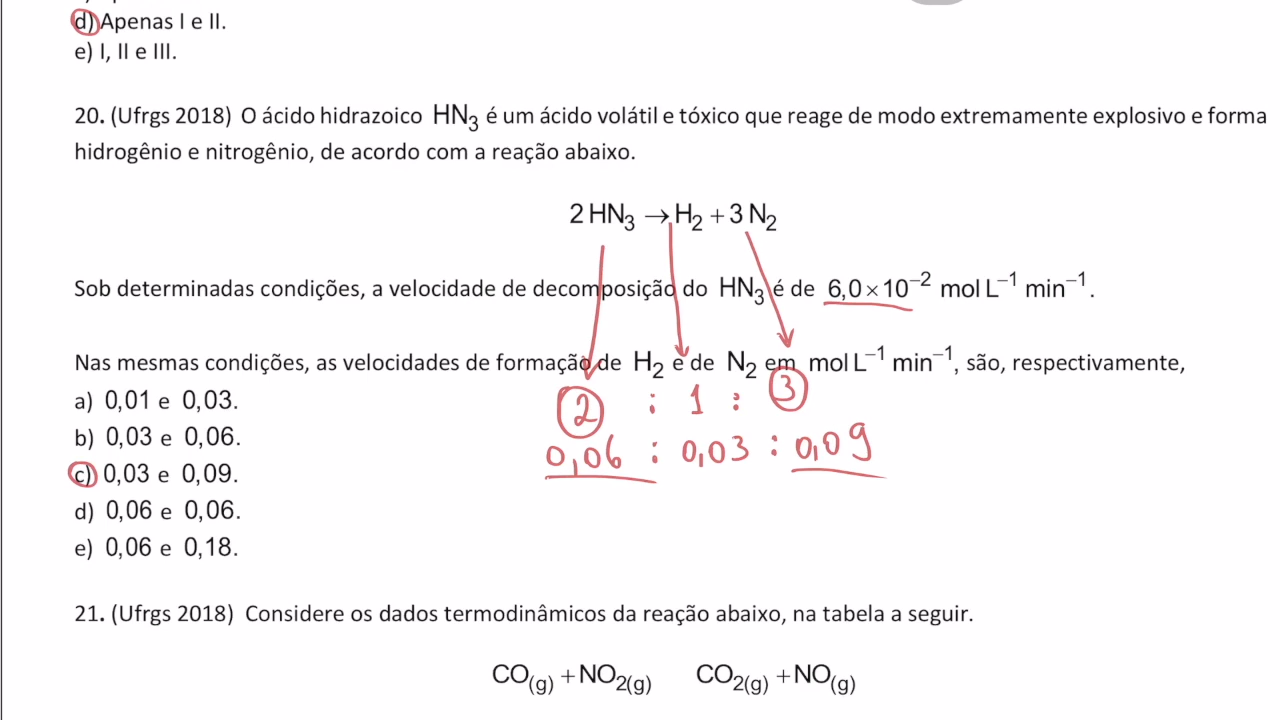 d) Apenas I e II.
e) I, II e III.
20. (Ufrgs 2018) O ácido hidrazoico HN₃ é um ácido volátil e tóxico que reage de modo extremamente explosivo e forma
hidrogênio e nitrogênio, de acordo com a reação abaixo.
2 HN₃ → H₂ + 3 N₂
Sob determinadas condições, a velocidade de decomposição do HN₃ é de 6,0 × 10⁻² mol L⁻¹ min⁻¹.
Nas mesmas condições, as velocidades de formação de H₂ e de N₂ em mol L⁻¹ min⁻¹, são, respectivamente,
a) 0,01 e 0,03.
2 : 1 : 3
b) 0,03 e 0,06.
0,06 : 0,03 : 0,09
c) 0,03 e 0,09.
d) 0,06 e 0,06.
e) 0,06 e 0,18.
21. (Ufrgs 2018) Considere os dados termodinâmicos da reação abaixo, na tabela a seguir.
CO(g) + NO₂(g) CO₂(g) + NO(g)